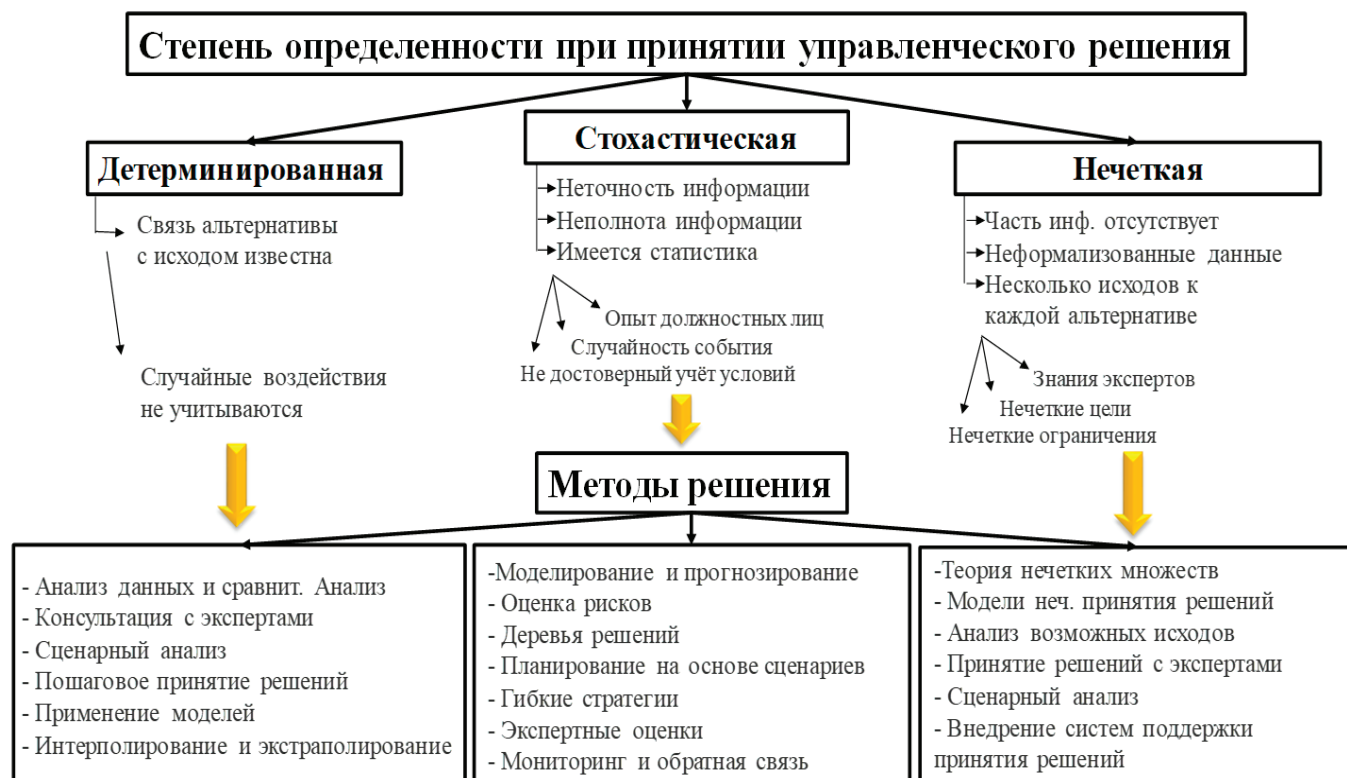 Степень определенности при принятии управленческого решения
Детерминированная
Связь альтернативы
с исходом известна
Случайные воздействия
не учитываются
Стохастическая
Неточность информации
Неполнота информации
Имеется статистика
Опыт должностных лиц
Случайность события
Не достоверный учёт условий
Нечеткая
Часть инф. отсутствует
Неформализованные данные
Несколько исходов к
каждой альтернативе
Знания экспертов
Нечеткие цели
Нечеткие ограничения
Методы решения
- Анализ данных и сравнит. Анализ
- Консультация с экспертами
- Сценарный анализ
- Пошаговое принятие решений
- Применение моделей
- Интерполирование и экстраполирование
-Моделирование и прогнозирование
- Оценка рисков
- Деревья решений
- Планирование на основе сценариев
- Гибкие стратегии
- Экспертные оценки
- Мониторинг и обратная связь
-Теория нечетких множеств
- Модели неч. принятия решений
- Анализ возможных исходов
- Принятие решений с экспертами
- Сценарный анализ
- Внедрение систем поддержки
принятия решений